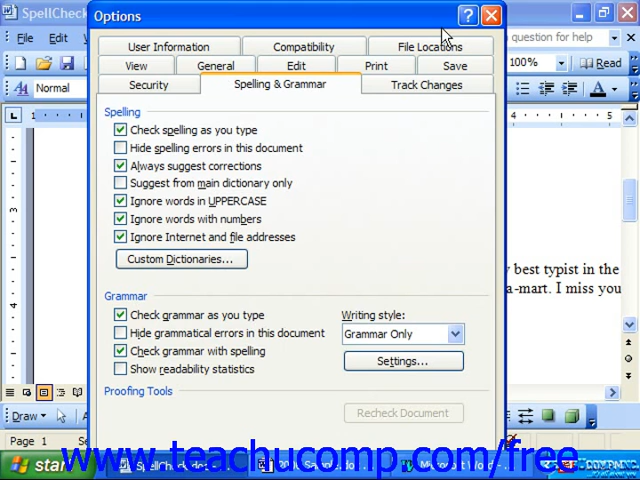 SpellCheck
Options
File
Edit
question for help
100%
Read
Normal
User Information
Compatibility
File Locations
View
General
Edit
Print
Save
Security
Spelling & Grammar
Track Changes
Spelling
Check spelling as you type
Hide spelling errors in this document
Always suggest corrections
Suggest from main dictionary only
Ignore words in UPPERCASE
Ignore words with numbers
Ignore Internet and file addresses
Custom Dictionaries...
best typist in the
a-mart. I miss you
Grammar
Check grammar as you type
Hide grammatical errors in this document
Check grammar with spelling
Show readability statistics
Writing style:
Grammar Only
Settings...
Proofing Tools
Recheck Document
Draw
Page 1
start
www.teachucomp.com/free